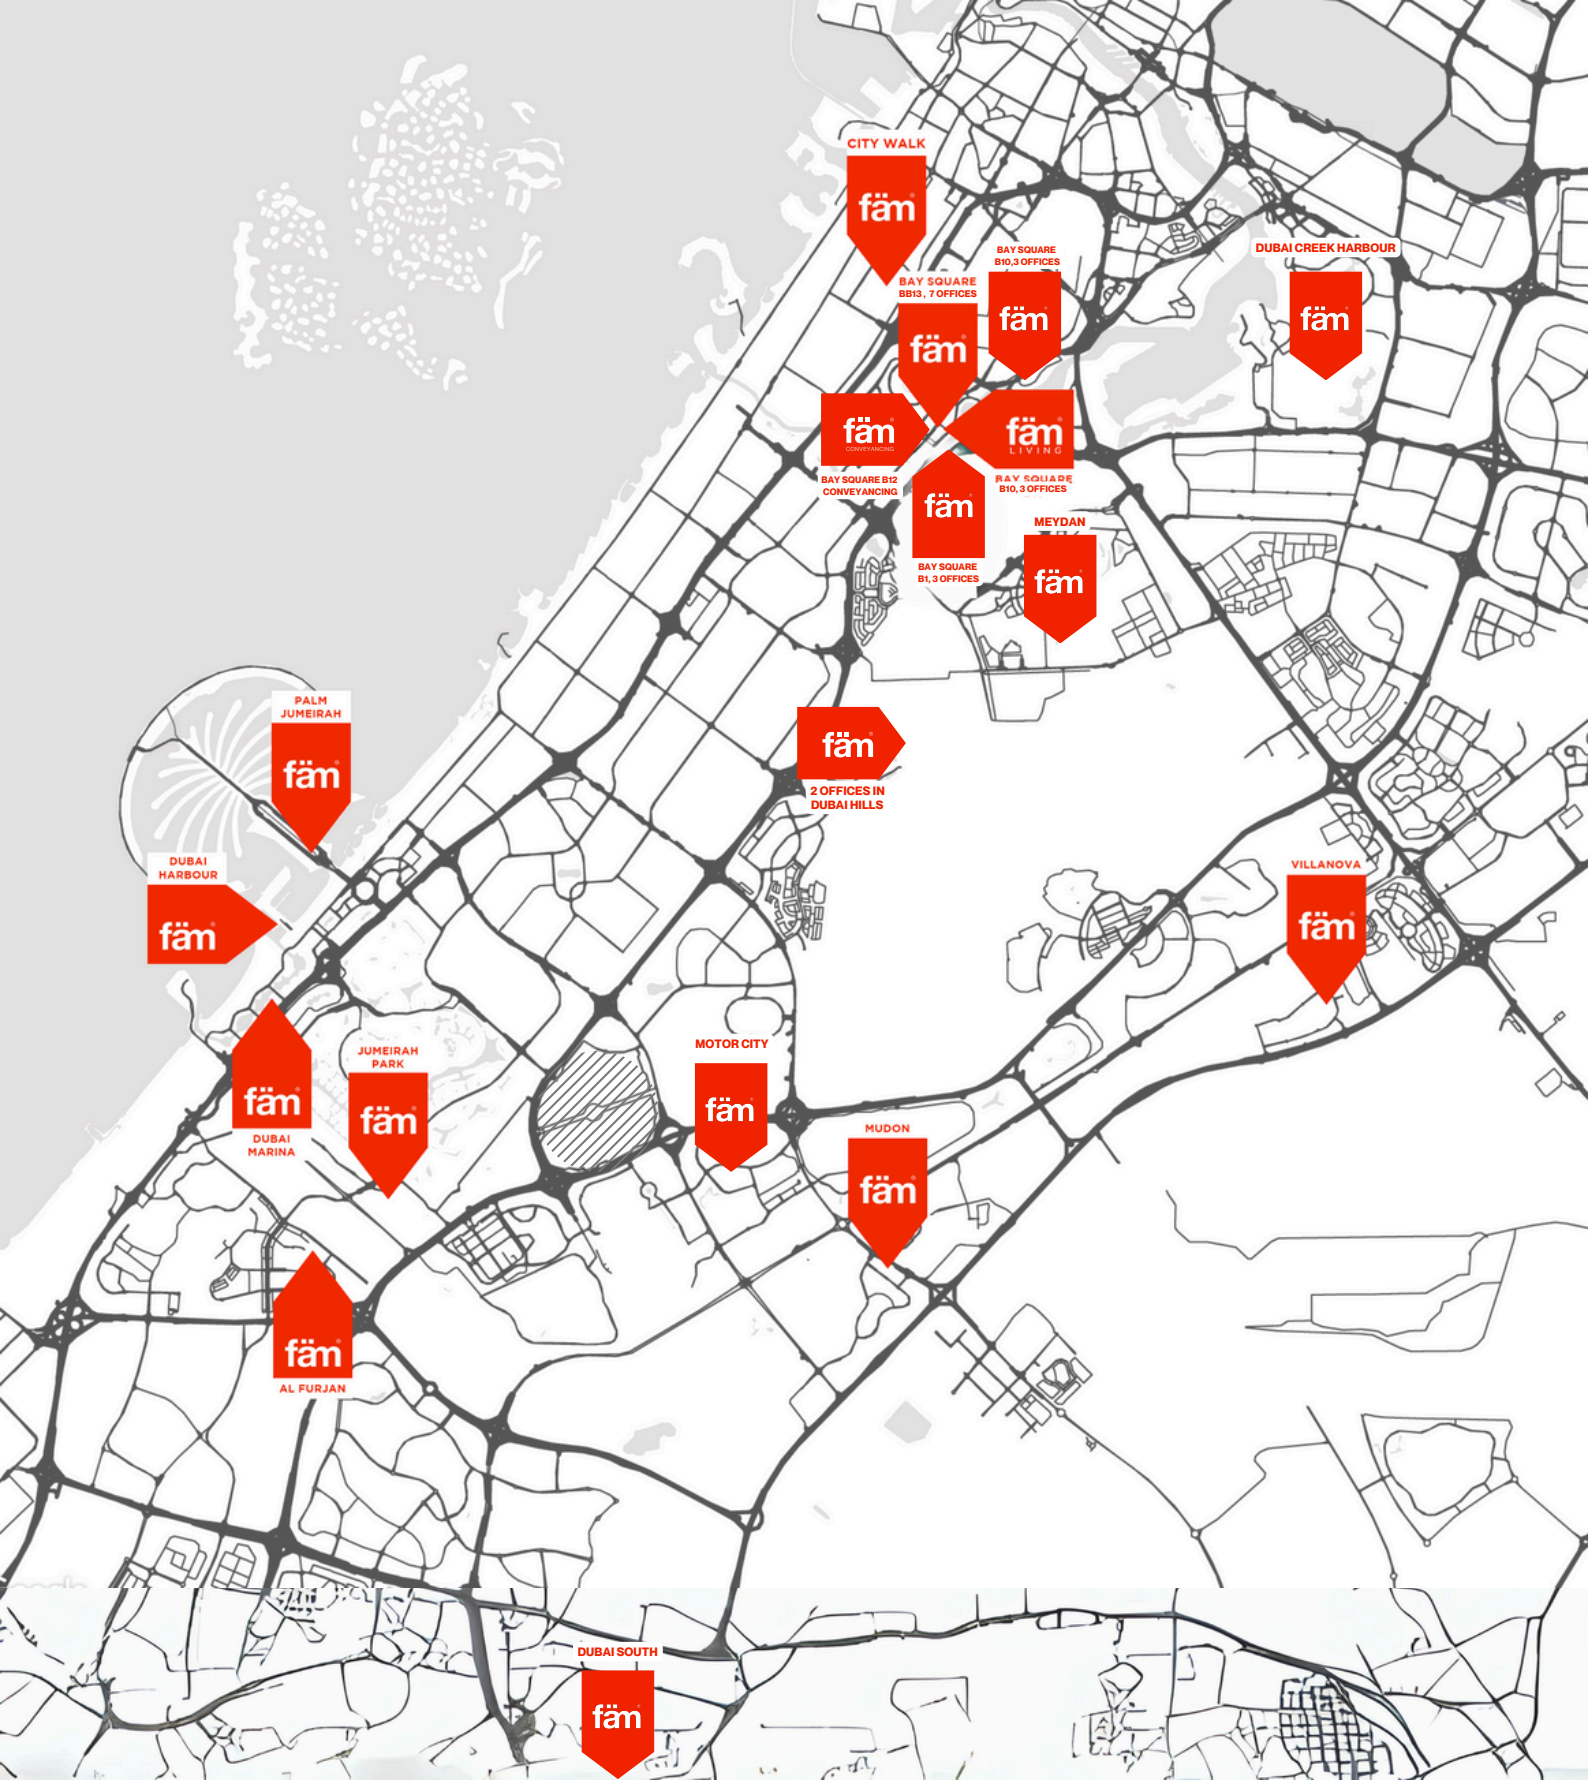 CITY WALK
fäm
BAY SQUARE
B10,3 OFFICES
fäm
DUBAI CREEK HARBOUR
fäm
BAY SQUARE
BB13 , 7 OFFICES
fäm
fäm
CONVEYANCING
BAY SQUARE B12
CONVEYANCING
fäm
LIVING
BAY SQUARE
B10, 3 OFFICES
fäm
BAY SQUARE
B1, 3 OFFICES
MEYDAN
fäm
PALM
JUMEIRAH
fäm
fäm
2 OFFICES IN
DUBAI HILLS
DUBAI
HARBOUR
fäm
VILLANOVA
fäm
fäm
DUBAI
MARINA
JUMEIRAH
PARK
fäm
MOTOR CITY
fäm
MUDON
fäm
fäm
AL FURJAN
DUBAI SOUTH
fäm